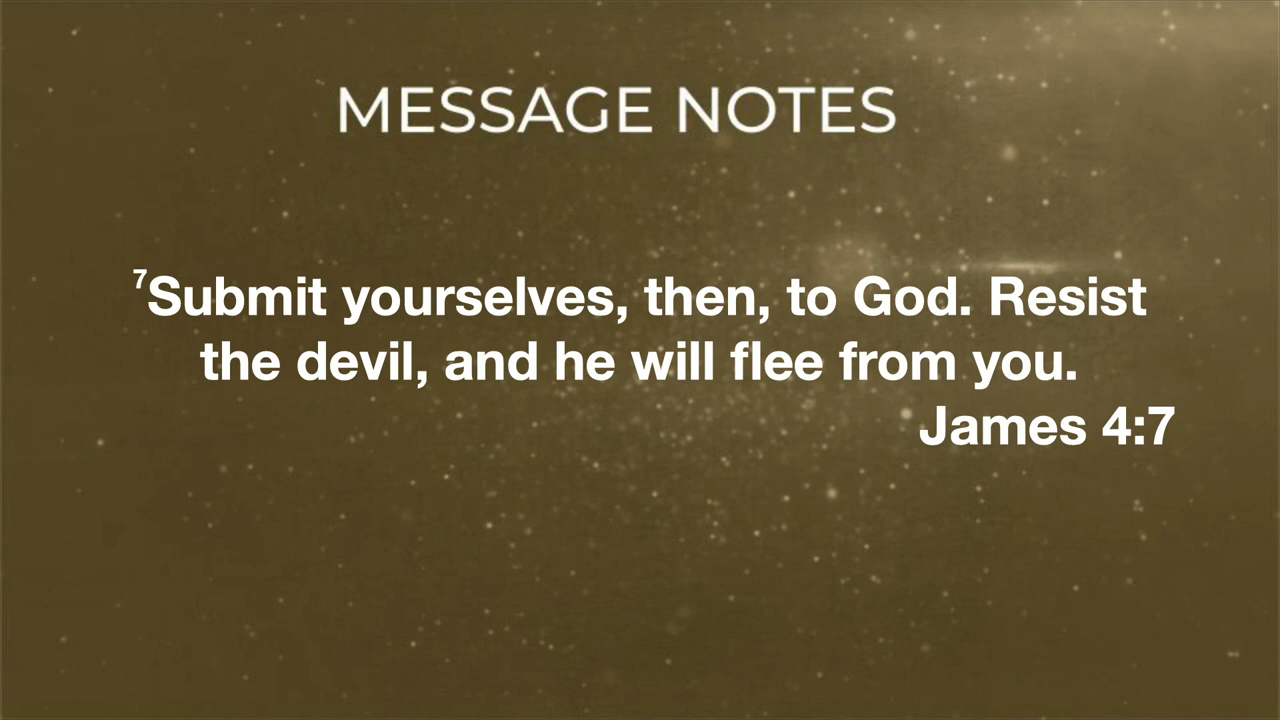 MESSAGE NOTES
⁷Submit yourselves, then, to God. Resist
the devil, and he will flee from you.
James 4:7